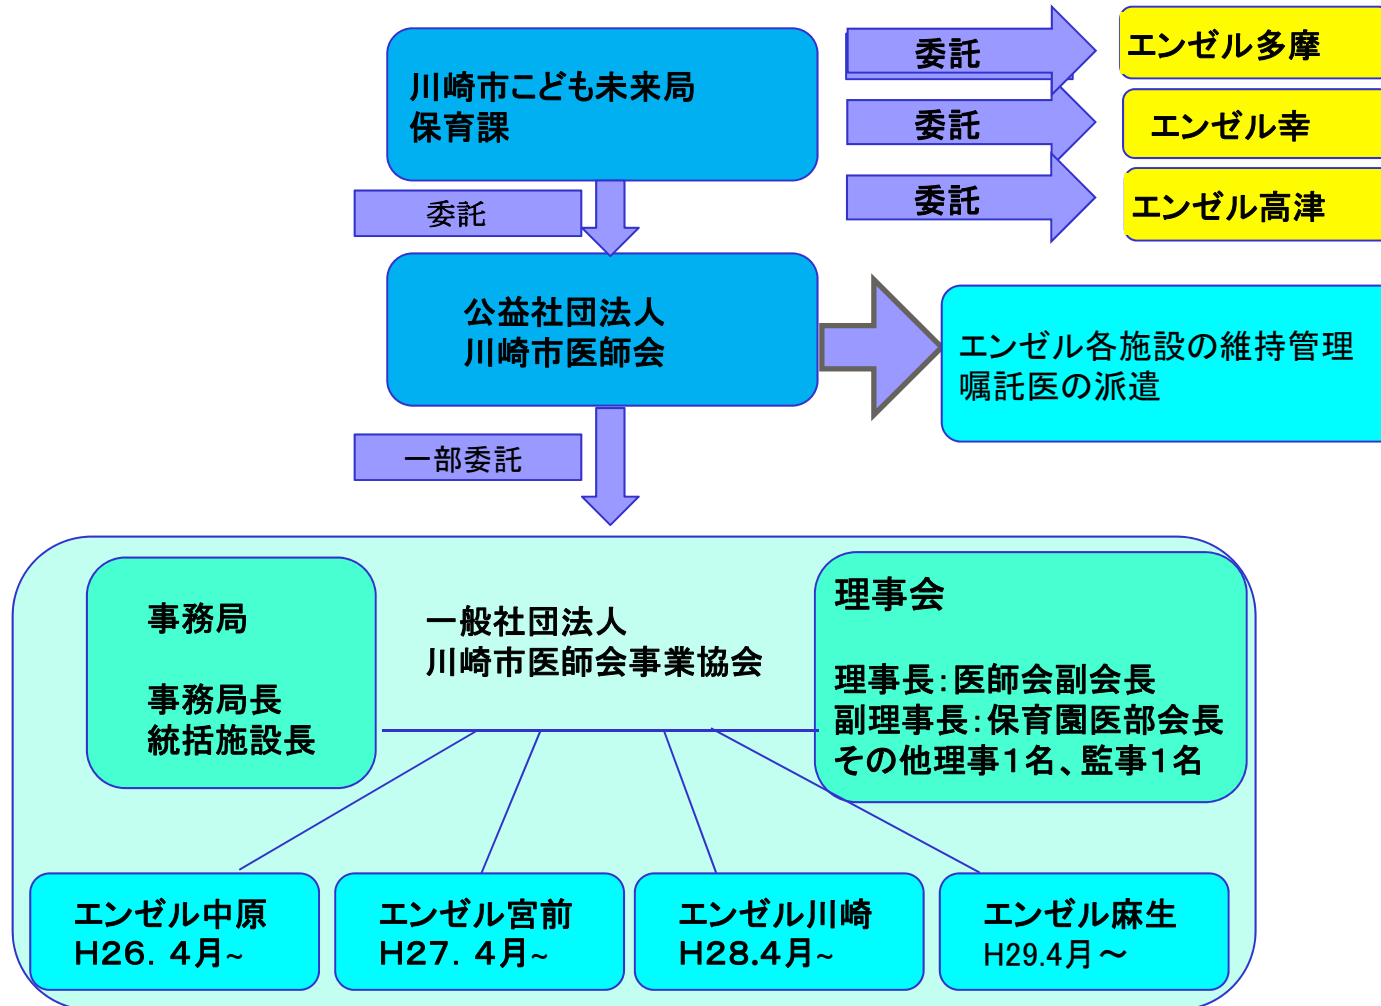 川崎市こども未来局
保育課
委託
エンゼル多摩
委託
エンゼル幸
委託
エンゼル高津
委託
公益社団法人
川崎市医師会
エンゼル各施設の維持管理
嘱託医の派遣
一部委託
事務局
事務局長
統括施設長
一般社団法人
川崎市医師会事業協会
理事会
理事長：医師会副会長
副理事長：保育園医部会長
その他理事１名、監事１名
エンゼル中原
H26．４月~
エンゼル宮前
H27．４月~
エンゼル川崎
H28.４月~
エンゼル麻生
H29.4月～